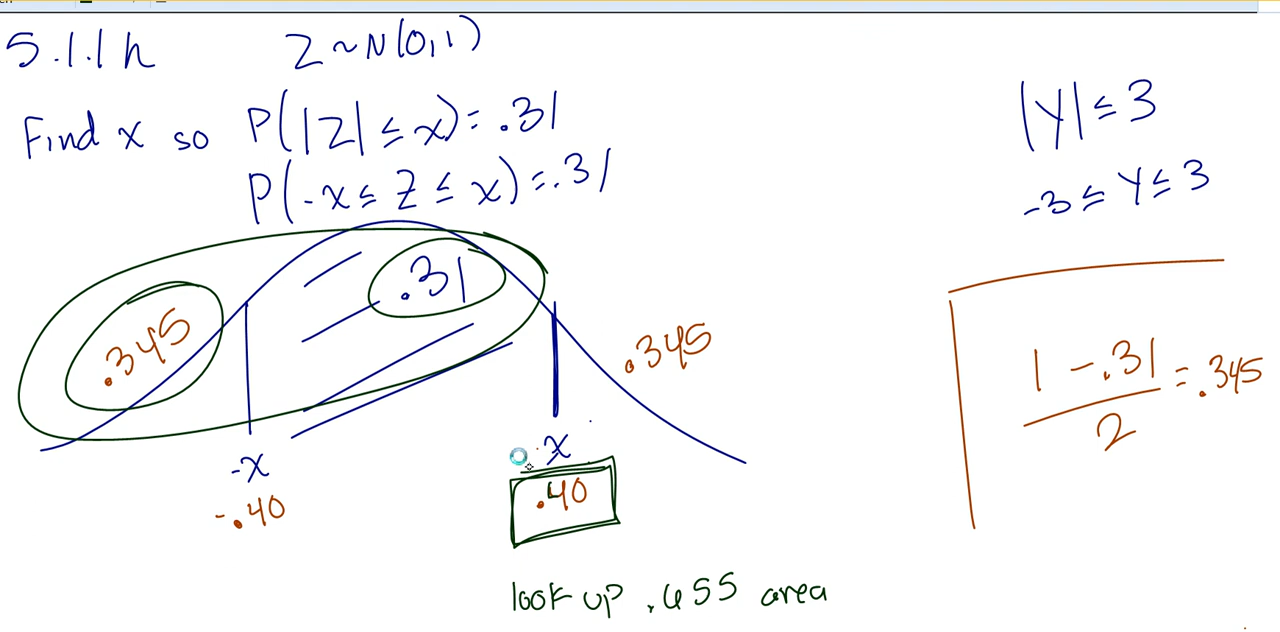 5.1.1h
Z ~ N(0,1)
Find x so P(|Z| ≤ x) = .31
P(-x ≤ Z ≤ x) = .31
|Y| ≤ 3
-3 ≤ Y ≤ 3
.345
.31
.345
1 - .31 / 2 = .345
-x
x
-.40
.40
look up .655 area